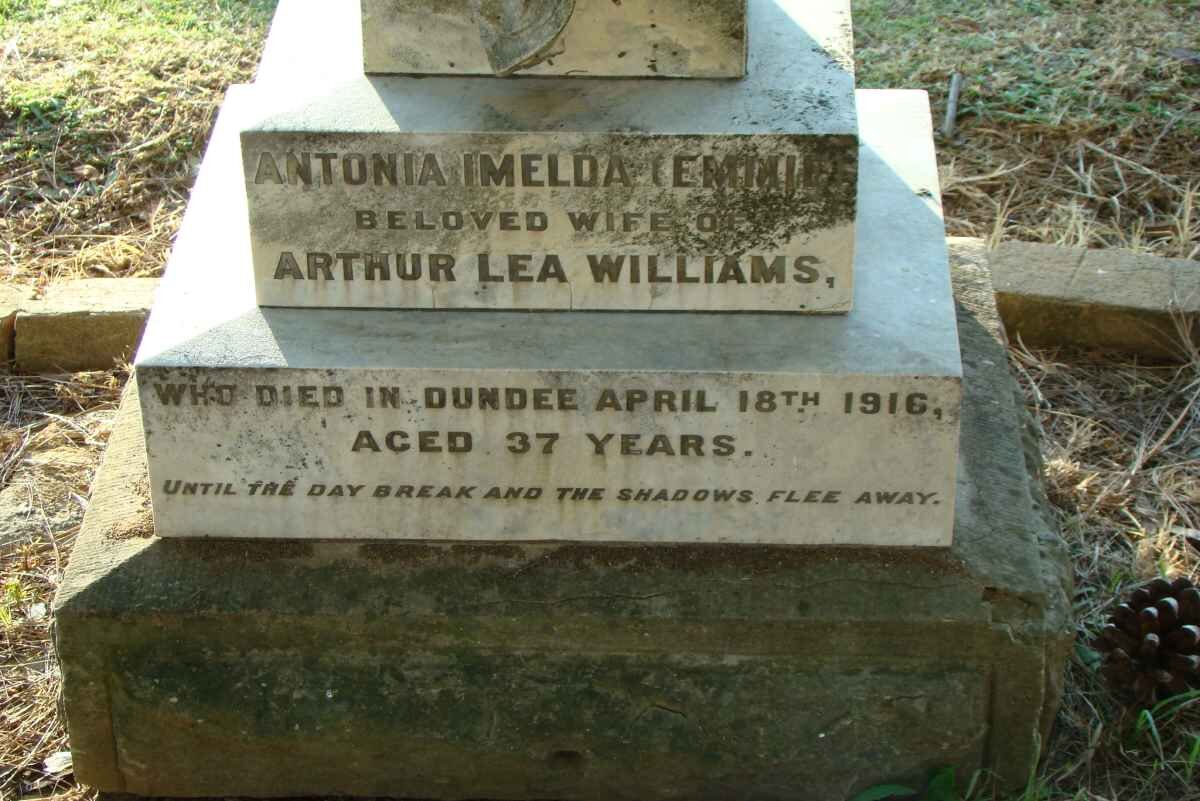 ANTONIA IMELDA (EMMIE)
BELOVED WIFE OF
ARTHUR LEA WILLIAMS,
WHO DIED IN DUNDEE APRIL 18TH 1916,
AGED 37 YEARS.
UNTIL THE DAY BREAK AND THE SHADOWS FLEE AWAY.